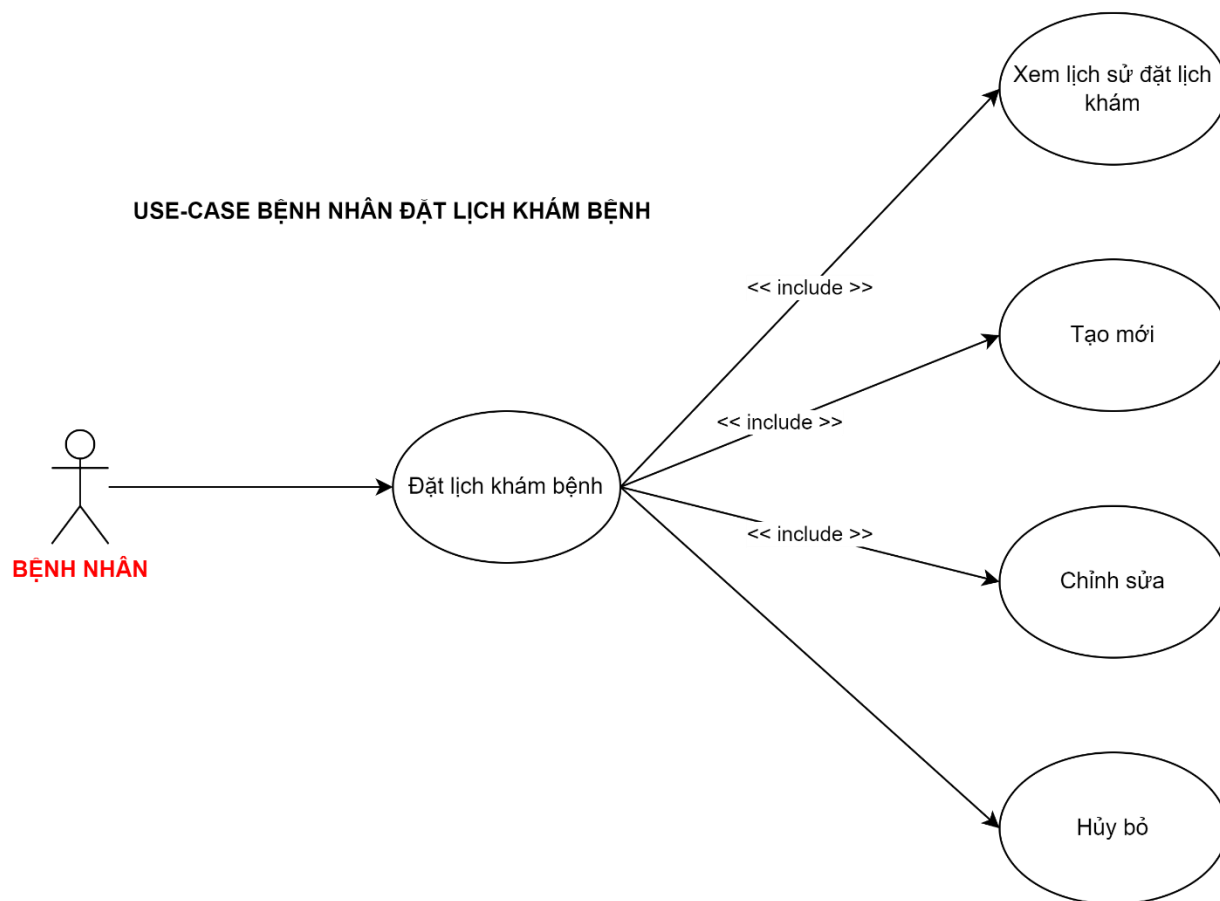 Xem lịch sử đặt lịch
khám
USE-CASE BỆNH NHÂN ĐẶT LỊCH KHÁM BỆNH
<< include >>
Tạo mới
<< include >>
Đặt lịch khám bệnh
<< include >>
BỆNH NHÂN
Chỉnh sửa
Hủy bỏ